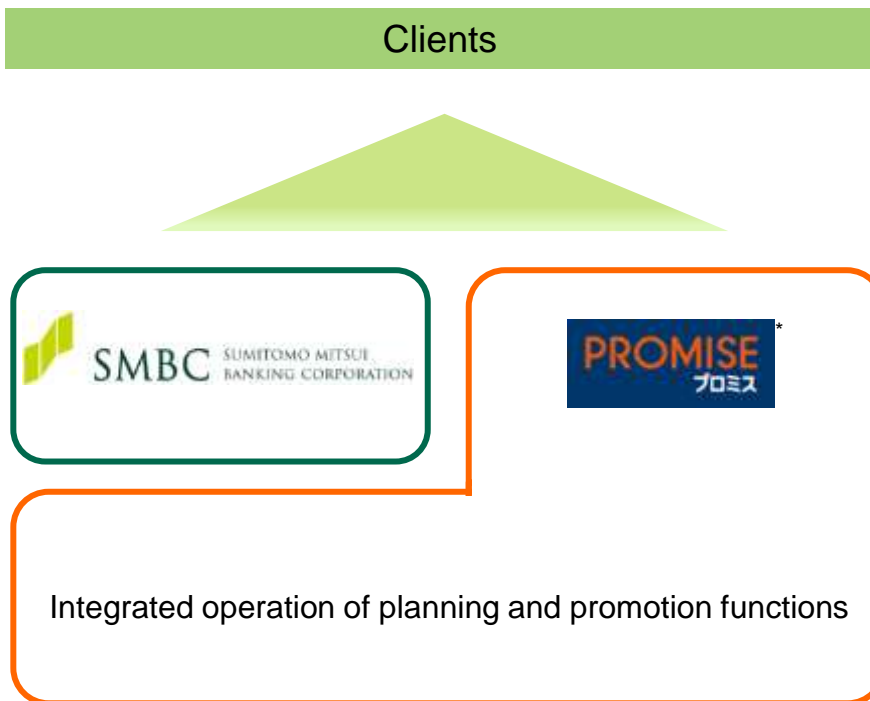 Clients
SMBC SUMITOMO MITSUI
BANKING CORPORATION
PROMISE*
プロミス
Integrated operation of planning and promotion functions